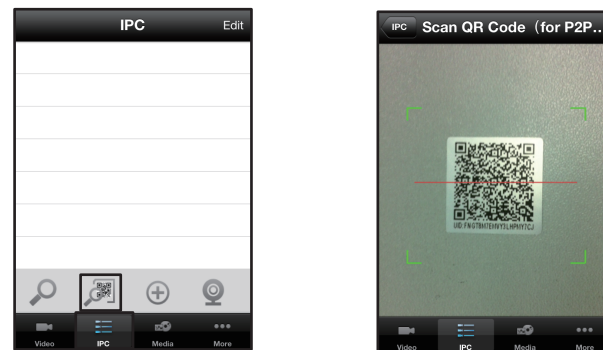 IPC Edit
Video IPC Media More
IPC Scan QR Code (for P2P...
Video IPC Media More